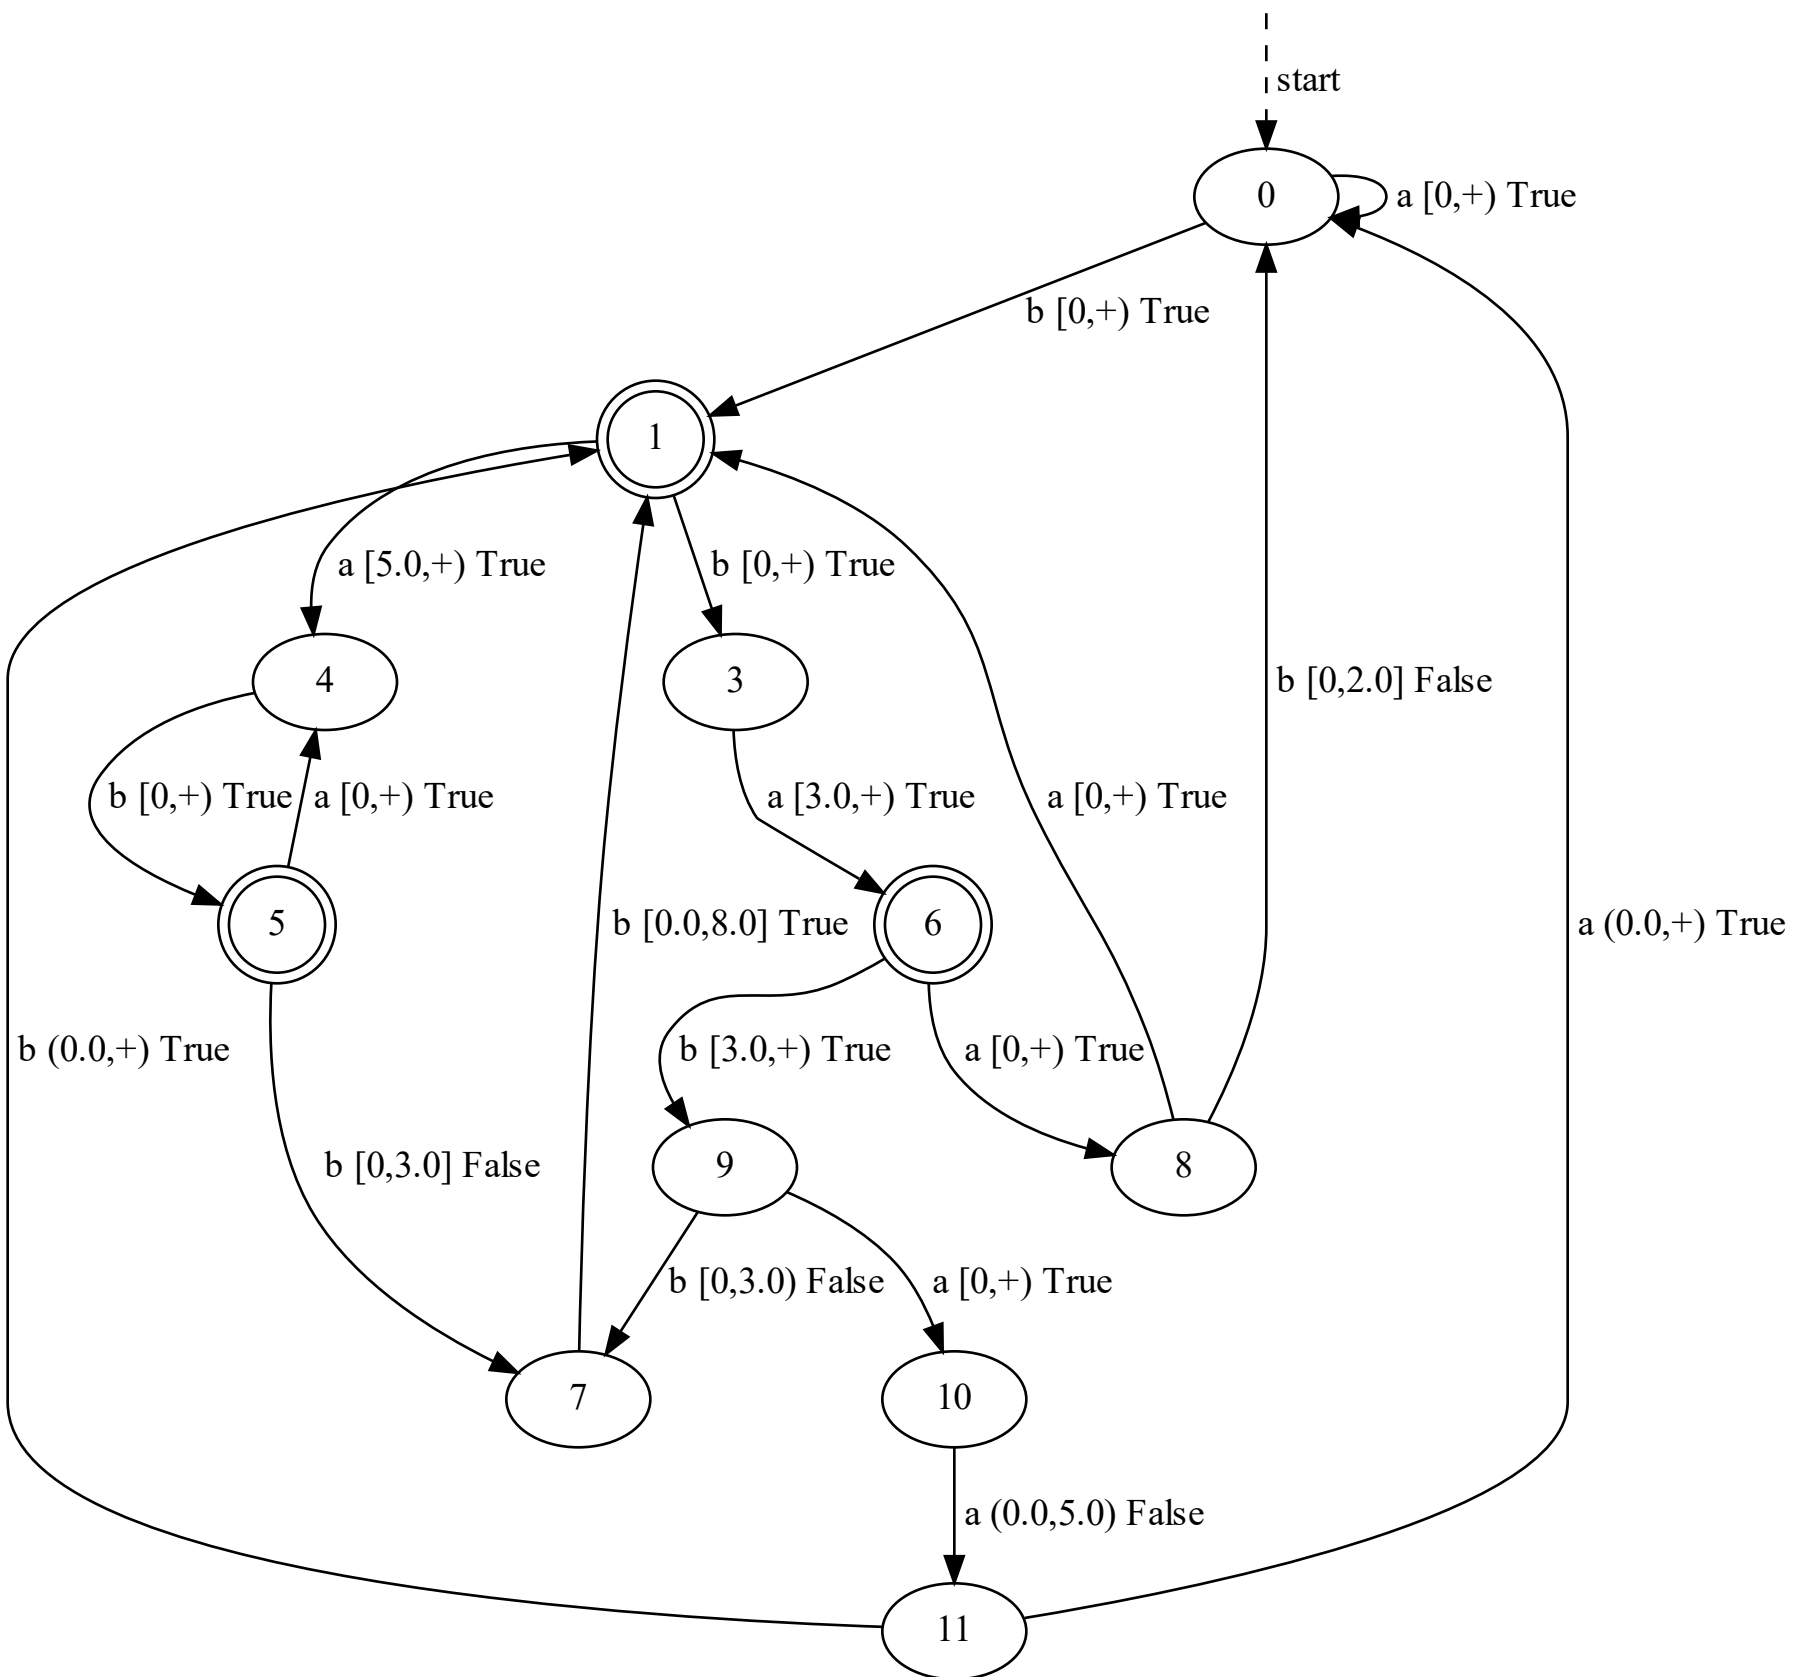 start
0
a [0,+) True
b [0,+) True
1
a [5.0,+) True
b [0,+) True
4
3
b [0,2.0] False
b [0,+) True
a [0,+) True
a [3.0,+) True
a [0,+) True
5
b [0.0,8.0] True
6
a (0.0,+) True
b (0.0,+) True
b [3.0,+) True
a [0,+) True
b [0,3.0] False
9
8
b [0,3.0) False
a [0,+) True
7
10
a (0.0,5.0) False
11